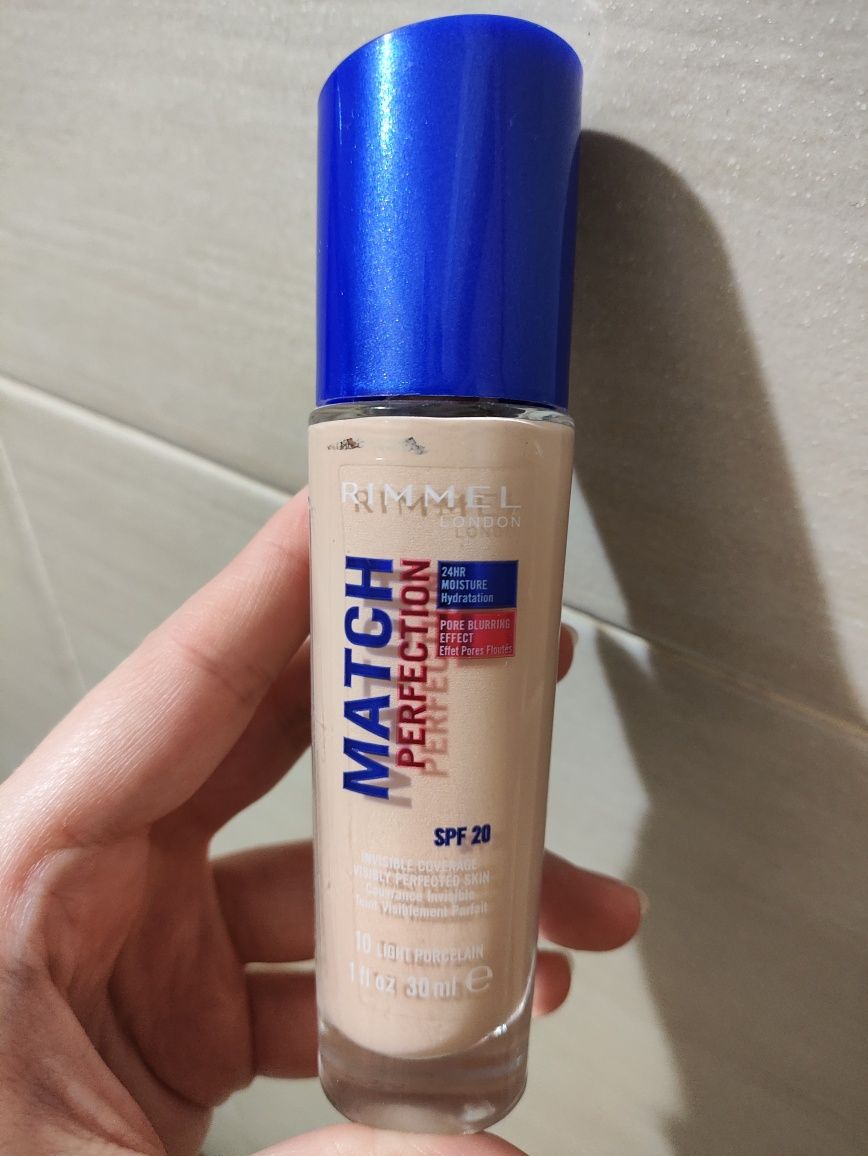 RIMMEL
LONDON
MATCH
PERFECTION
24HR
MOISTURE
Hydratation
PORE BLURRING
EFFECT
Effet Pores Floutés
SPF 20
INVISIBLE COVERAGE
VISIBLY PERFECTED SKIN
Couvrance Invisible
Teint Visiblement Parfait
10 LIGHT PORCELAIN
1 fl oz 30 ml ℮